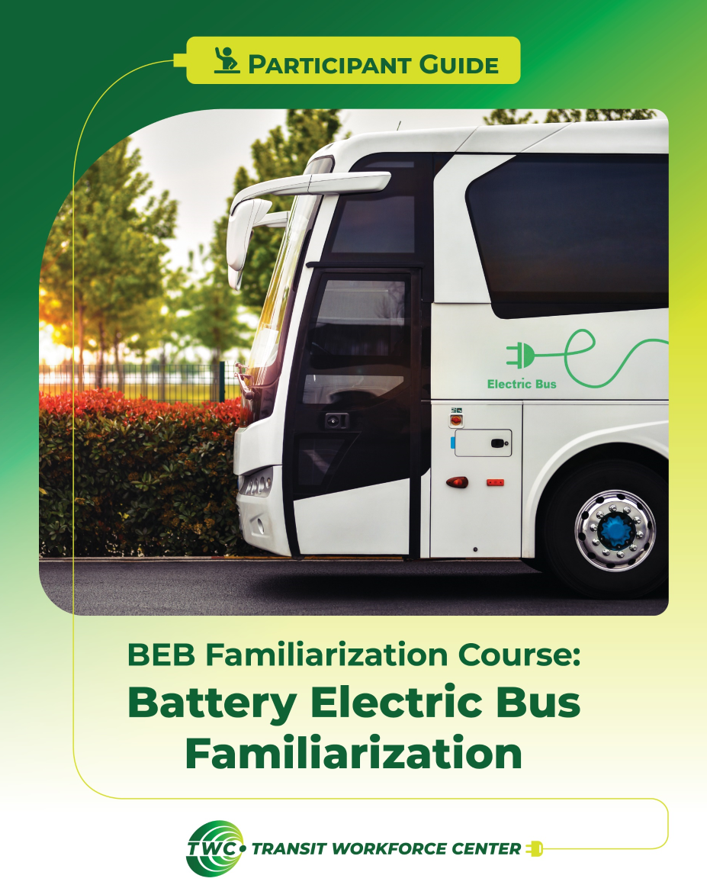 PARTICIPANT GUIDE
Electric Bus
BEB Familiarization Course:
Battery Electric Bus
Familiarization
TWC • TRANSIT WORKFORCE CENTER